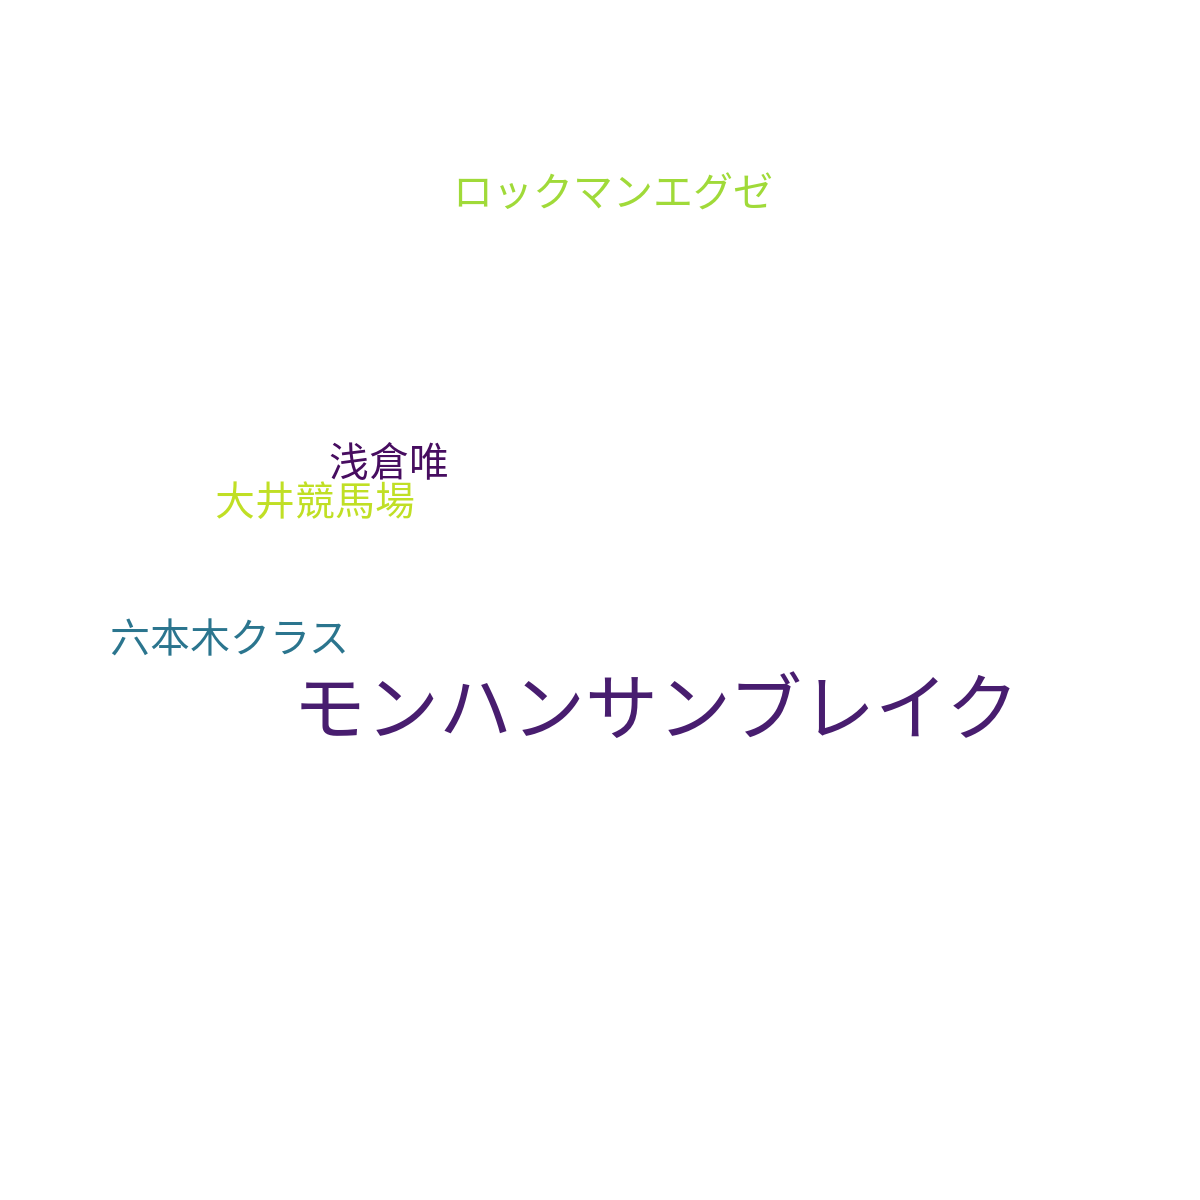 ロックマンエグゼ
浅倉唯
大井競馬場
六本木クラス
モンハンサンブレイク